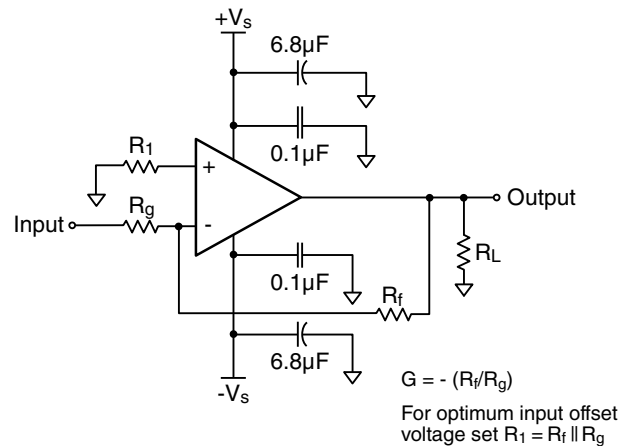 +Vs
6.8µF
0.1µF
R1
+
Rg
Input
-
Output
RL
0.1µF
Rf
6.8µF
-Vs
G = - (Rf/Rg)
For optimum input offset
voltage set R1 = Rf || Rg